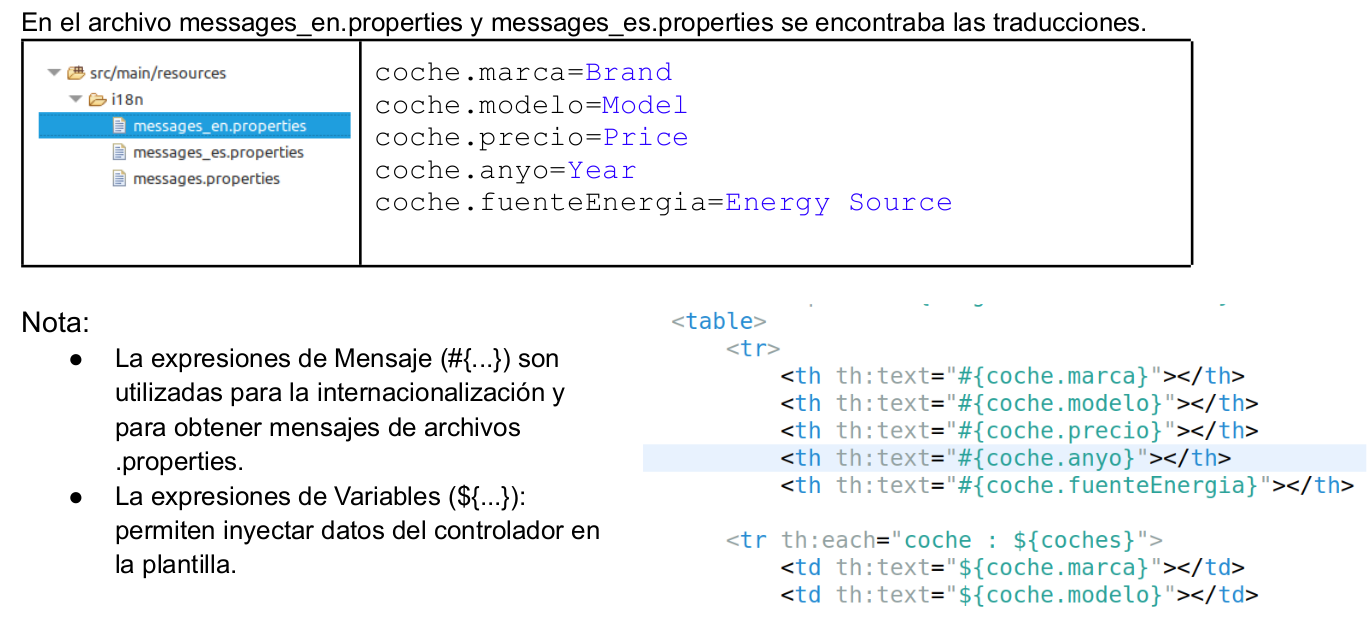 En el archivo messages_en.properties y messages_es.properties se encontraba las traducciones.
src/main/resources
i18n
messages_en.properties
messages_es.properties
messages.properties
coche.marca=Brand
coche.modelo=Model
coche.precio=Price
coche.anyo=Year
coche.fuenteEnergia=Energy Source
Nota:
● La expresiones de Mensaje (#{...}) son
utilizadas para la internacionalización y
para obtener mensajes de archivos
.properties.
● La expresiones de Variables (${...}):
permiten inyectar datos del controlador en
la plantilla.
<table>
<tr>
<th th:text="#{coche.marca}"></th>
<th th:text="#{coche.modelo}"></th>
<th th:text="#{coche.precio}"></th>
<th th:text="#{coche.anyo}"></th>
<th th:text="#{coche.fuenteEnergia}"></th>
<tr th:each="coche : ${coches}">
<td th:text="${coche.marca}"></td>
<td th:text="${coche.modelo}"></td>